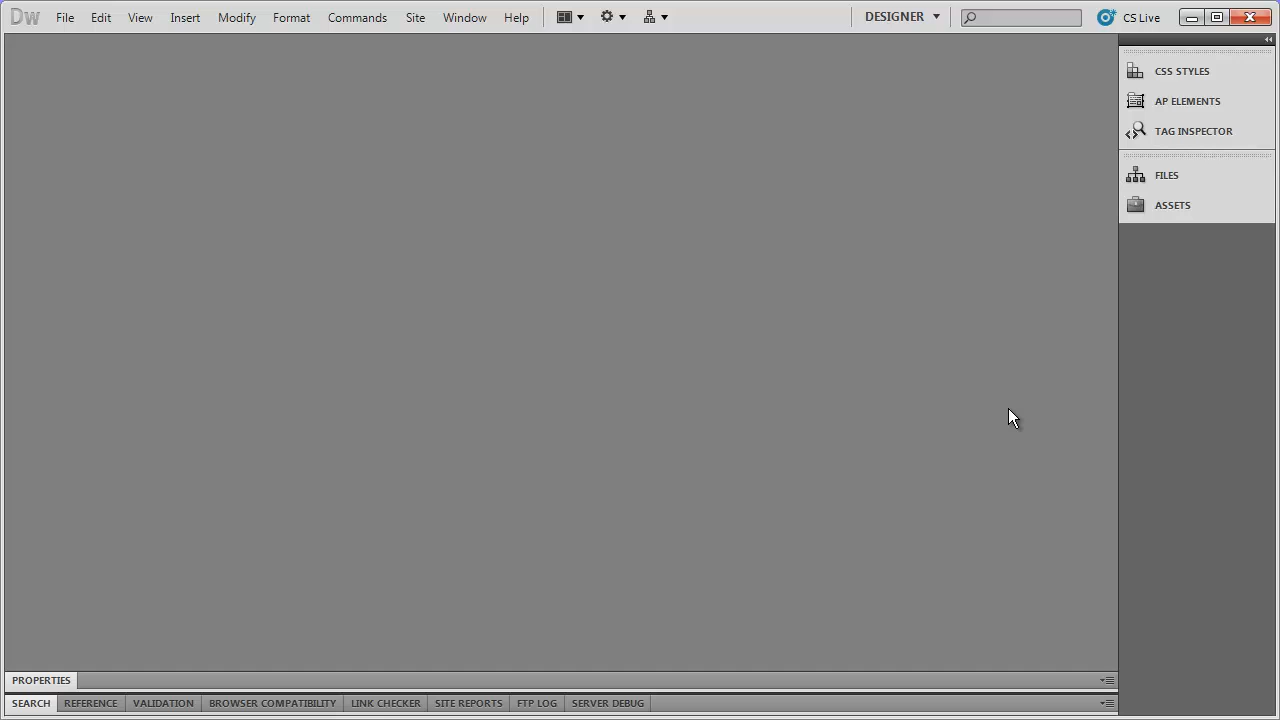 Dw File Edit View Insert Modify Format Commands Site Window Help DESIGNER CS Live
CSS STYLES
AP ELEMENTS
TAG INSPECTOR
FILES
ASSETS
PROPERTIES
SEARCH REFERENCE VALIDATION BROWSER COMPATIBILITY LINK CHECKER SITE REPORTS FTP LOG SERVER DEBUG